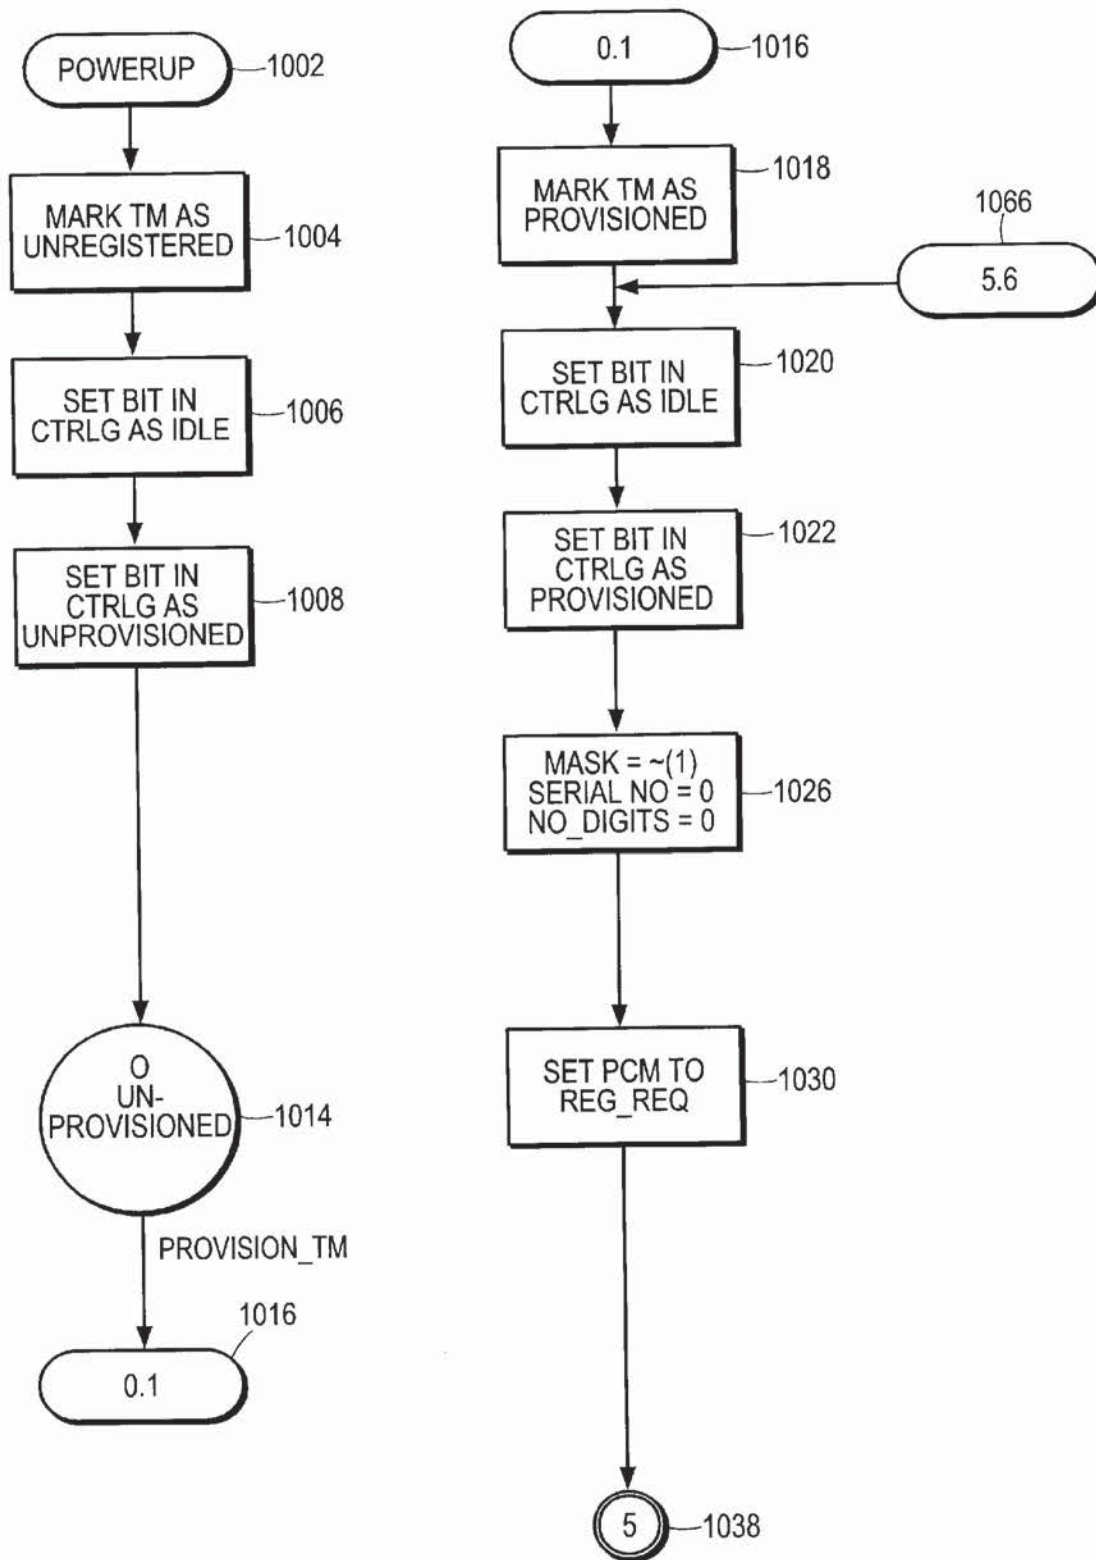 POWERUP
1002
MARK TM AS
UNREGISTERED
1004
SET BIT IN
CTRLG AS IDLE
1006
SET BIT IN
CTRLG AS
UNPROVISIONED
1008
O
UN-
PROVISIONED
1014
PROVISION_TM
1016
0.1
0.1
1016
MARK TM AS
PROVISIONED
1018
1066
5.6
SET BIT IN
CTRLG AS IDLE
1020
SET BIT IN
CTRLG AS
PROVISIONED
1022
MASK = ~(1)
SERIAL NO = 0
NO_DIGITS = 0
1026
SET PCM TO
REG_REQ
1030
5
1038